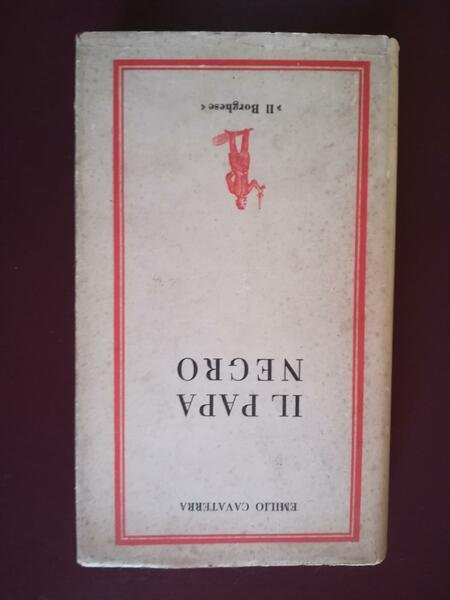 EMILIO CAVATERRA
IL PAPA
NEGRO
» Il Borghese «